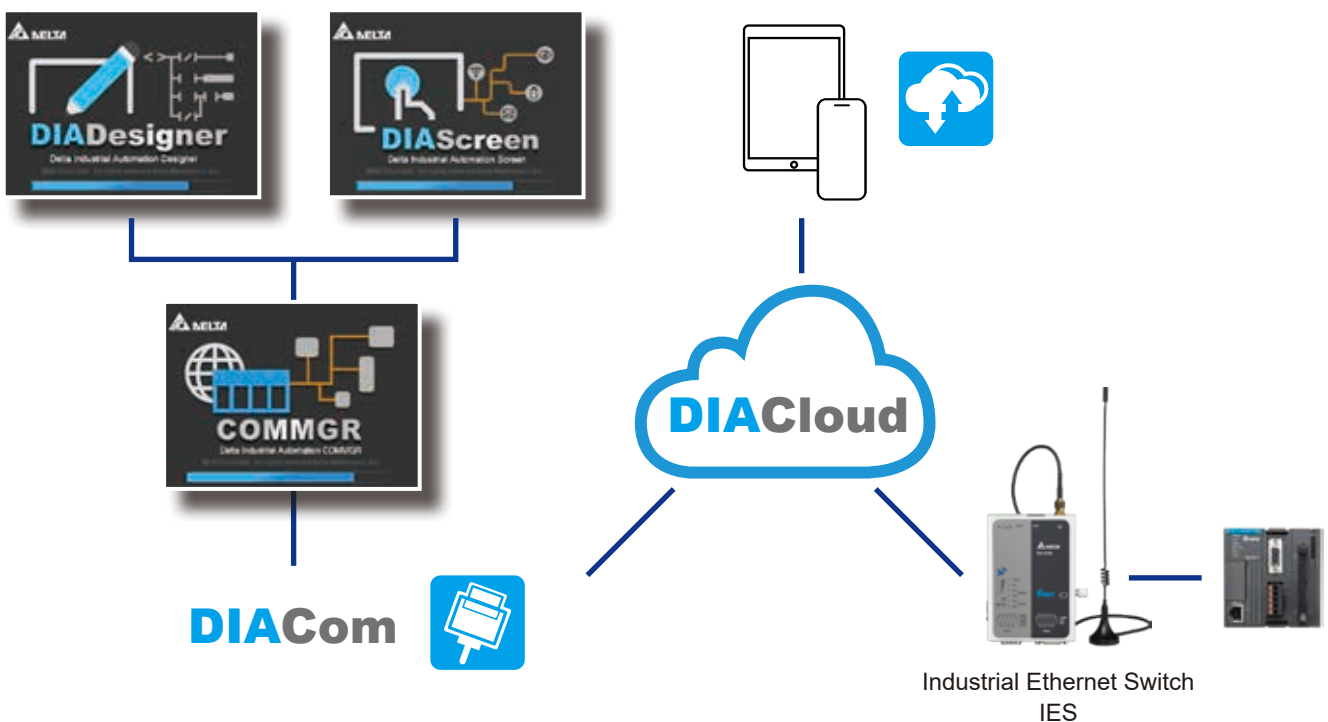 DELTA
DIADesigner
Delta Industrial Automation Designer
DELTA
DIAScreen
Delta Industrial Automation Screen
DELTA
COMMGR
Delta Industrial Automation COMMGR
DIACloud
DIACom
Industrial Ethernet Switch
IES